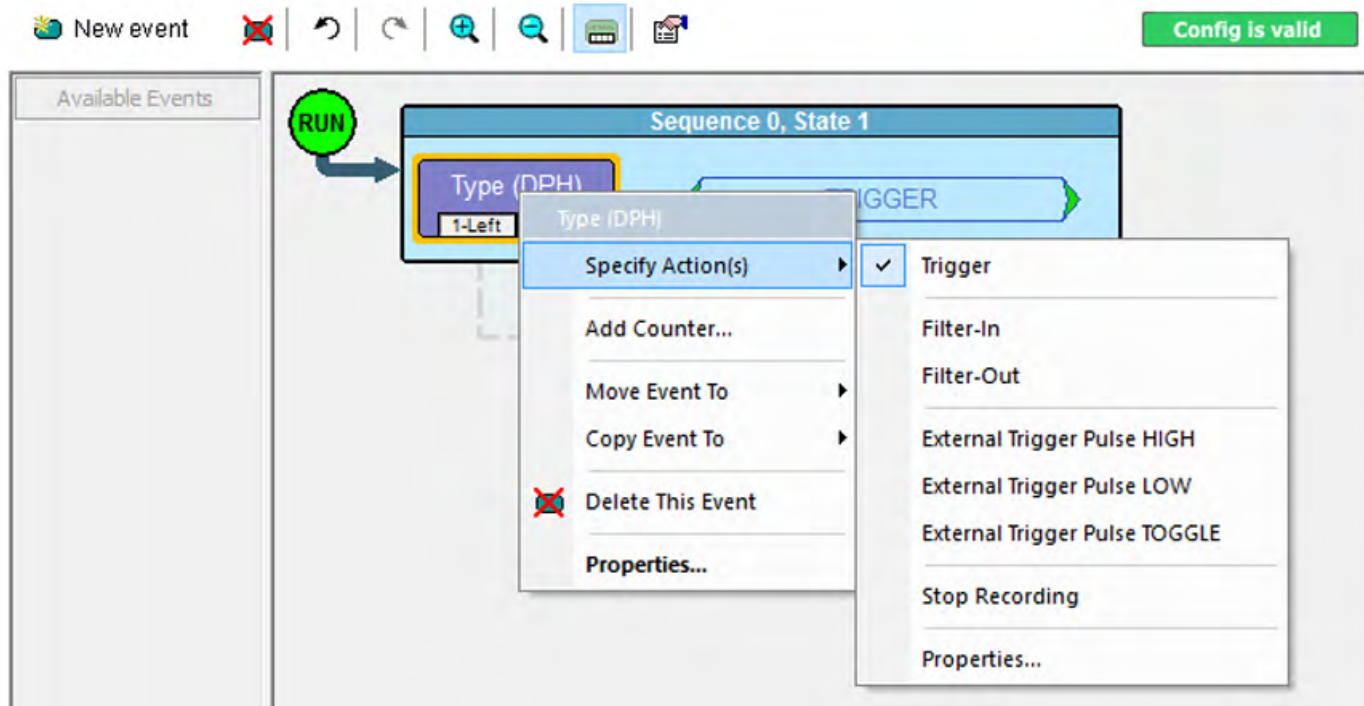 New event
Config is valid
Available Events
RUN
Sequence 0, State 1
Type (DPH)
1-Left
Type (DPH)
Specify Action(s)
Add Counter...
Move Event To
Copy Event To
Delete This Event
Properties...
Trigger
Filter-In
Filter-Out
External Trigger Pulse HIGH
External Trigger Pulse LOW
External Trigger Pulse TOGGLE
Stop Recording
Properties...